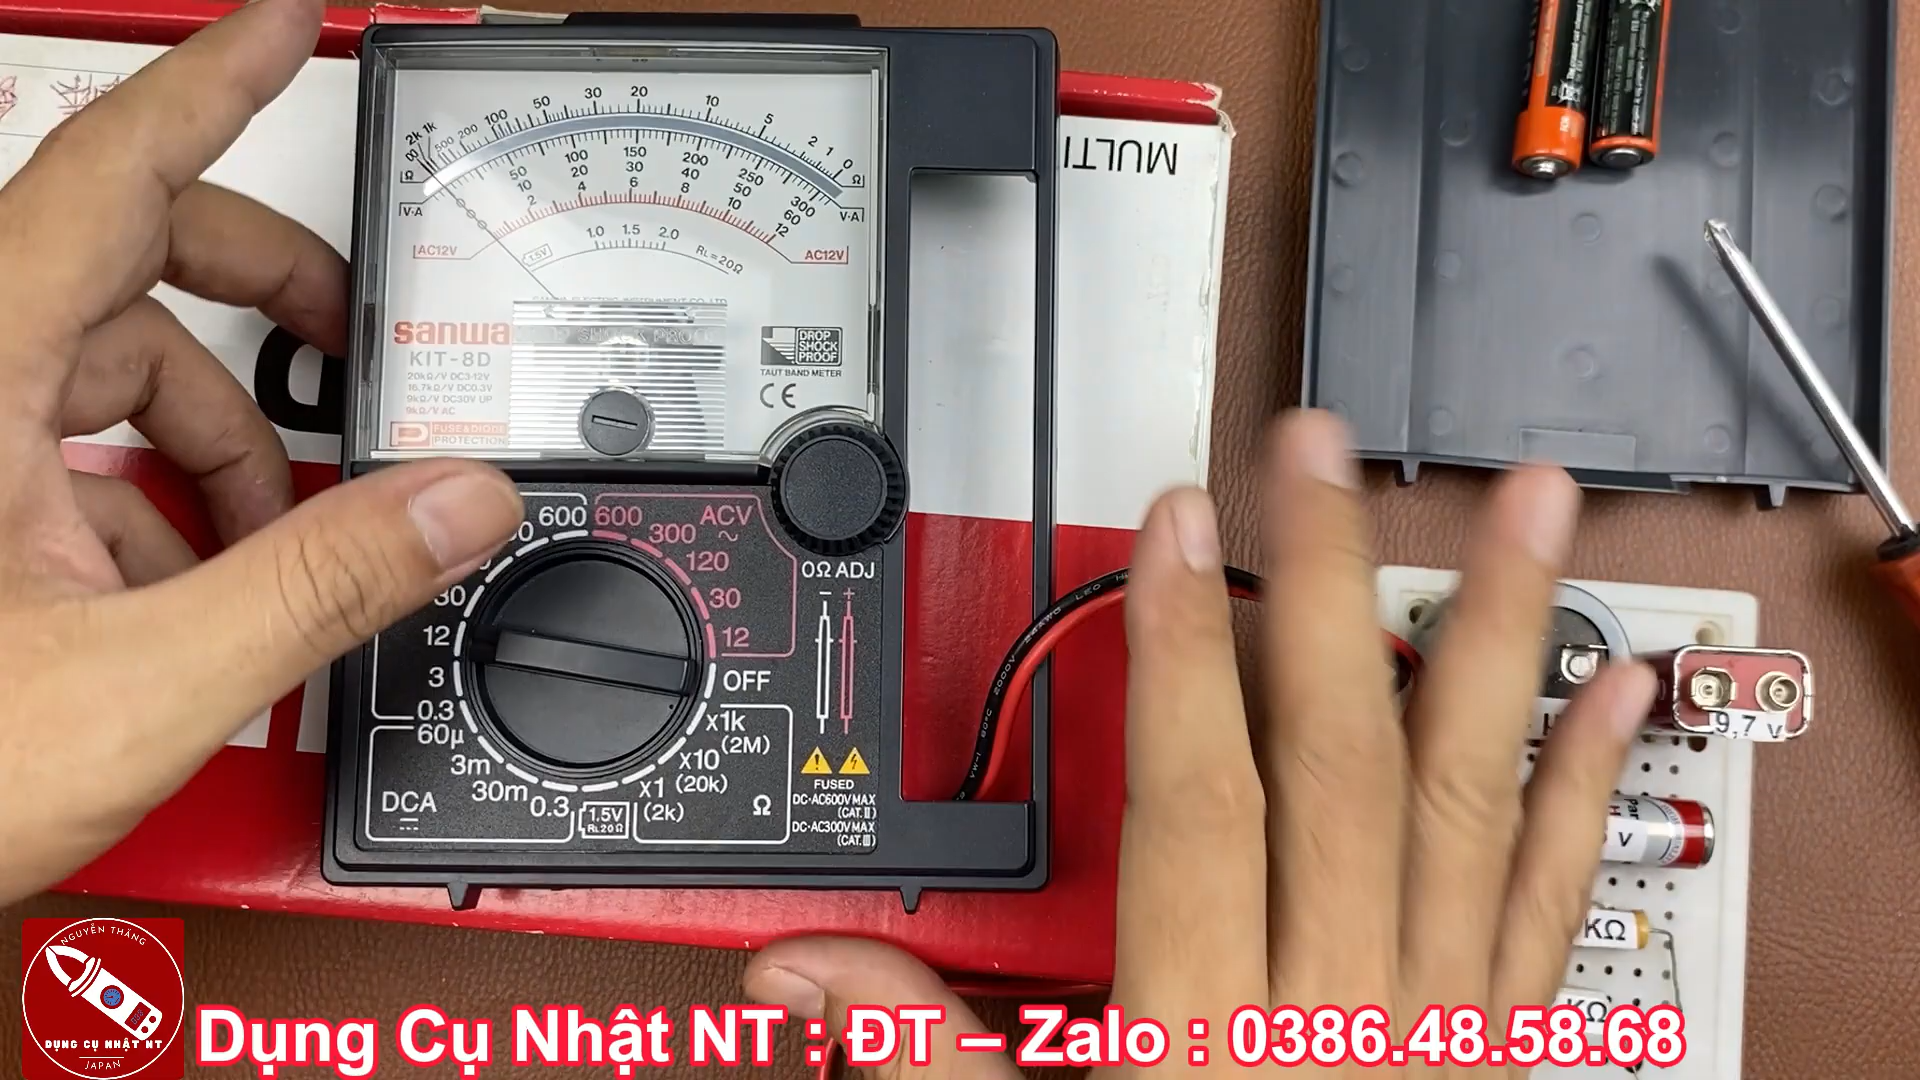 MULTI
20
30
10
50
5
100
2
200
1
500
0
1k
2k
∞
Ω
Ω
150
100
200
50
250
300
30
20
40
10
50
60
6
4
8
2
10
12
V·A
V·A
AC12V
AC12V
1.5V
1.0
1.5
2.0
RL=20Ω
sanwa
KIT-8D
20kΩ/V DC3-12V
16.7kΩ/V DC0.3V
9kΩ/V DC30V UP
9kΩ/V AC
FUSE&DIODE
PROTECTION
DROP
SHOCK
PROOF
TAUT BAND METER
CE
600
600
ACV
300
120
30
30
12
12
3
OFF
0.3
60µ
x1k
(2M)
3m
x10
(20k)
30m
x1
(2k)
0.3
DCA
1.5V
RL20Ω
Ω
0Ω ADJ
− +
FUSED
DC·AC600V MAX
(CAT.II)
DC·AC300V MAX
(CAT.III)
9,7 v
v
KΩ
KΩ
NGUYỄN THĂNG
DỤNG CỤ NHẬT NT
JAPAN
Dụng Cụ Nhật NT : ĐT – Zalo : 0386.48.58.68